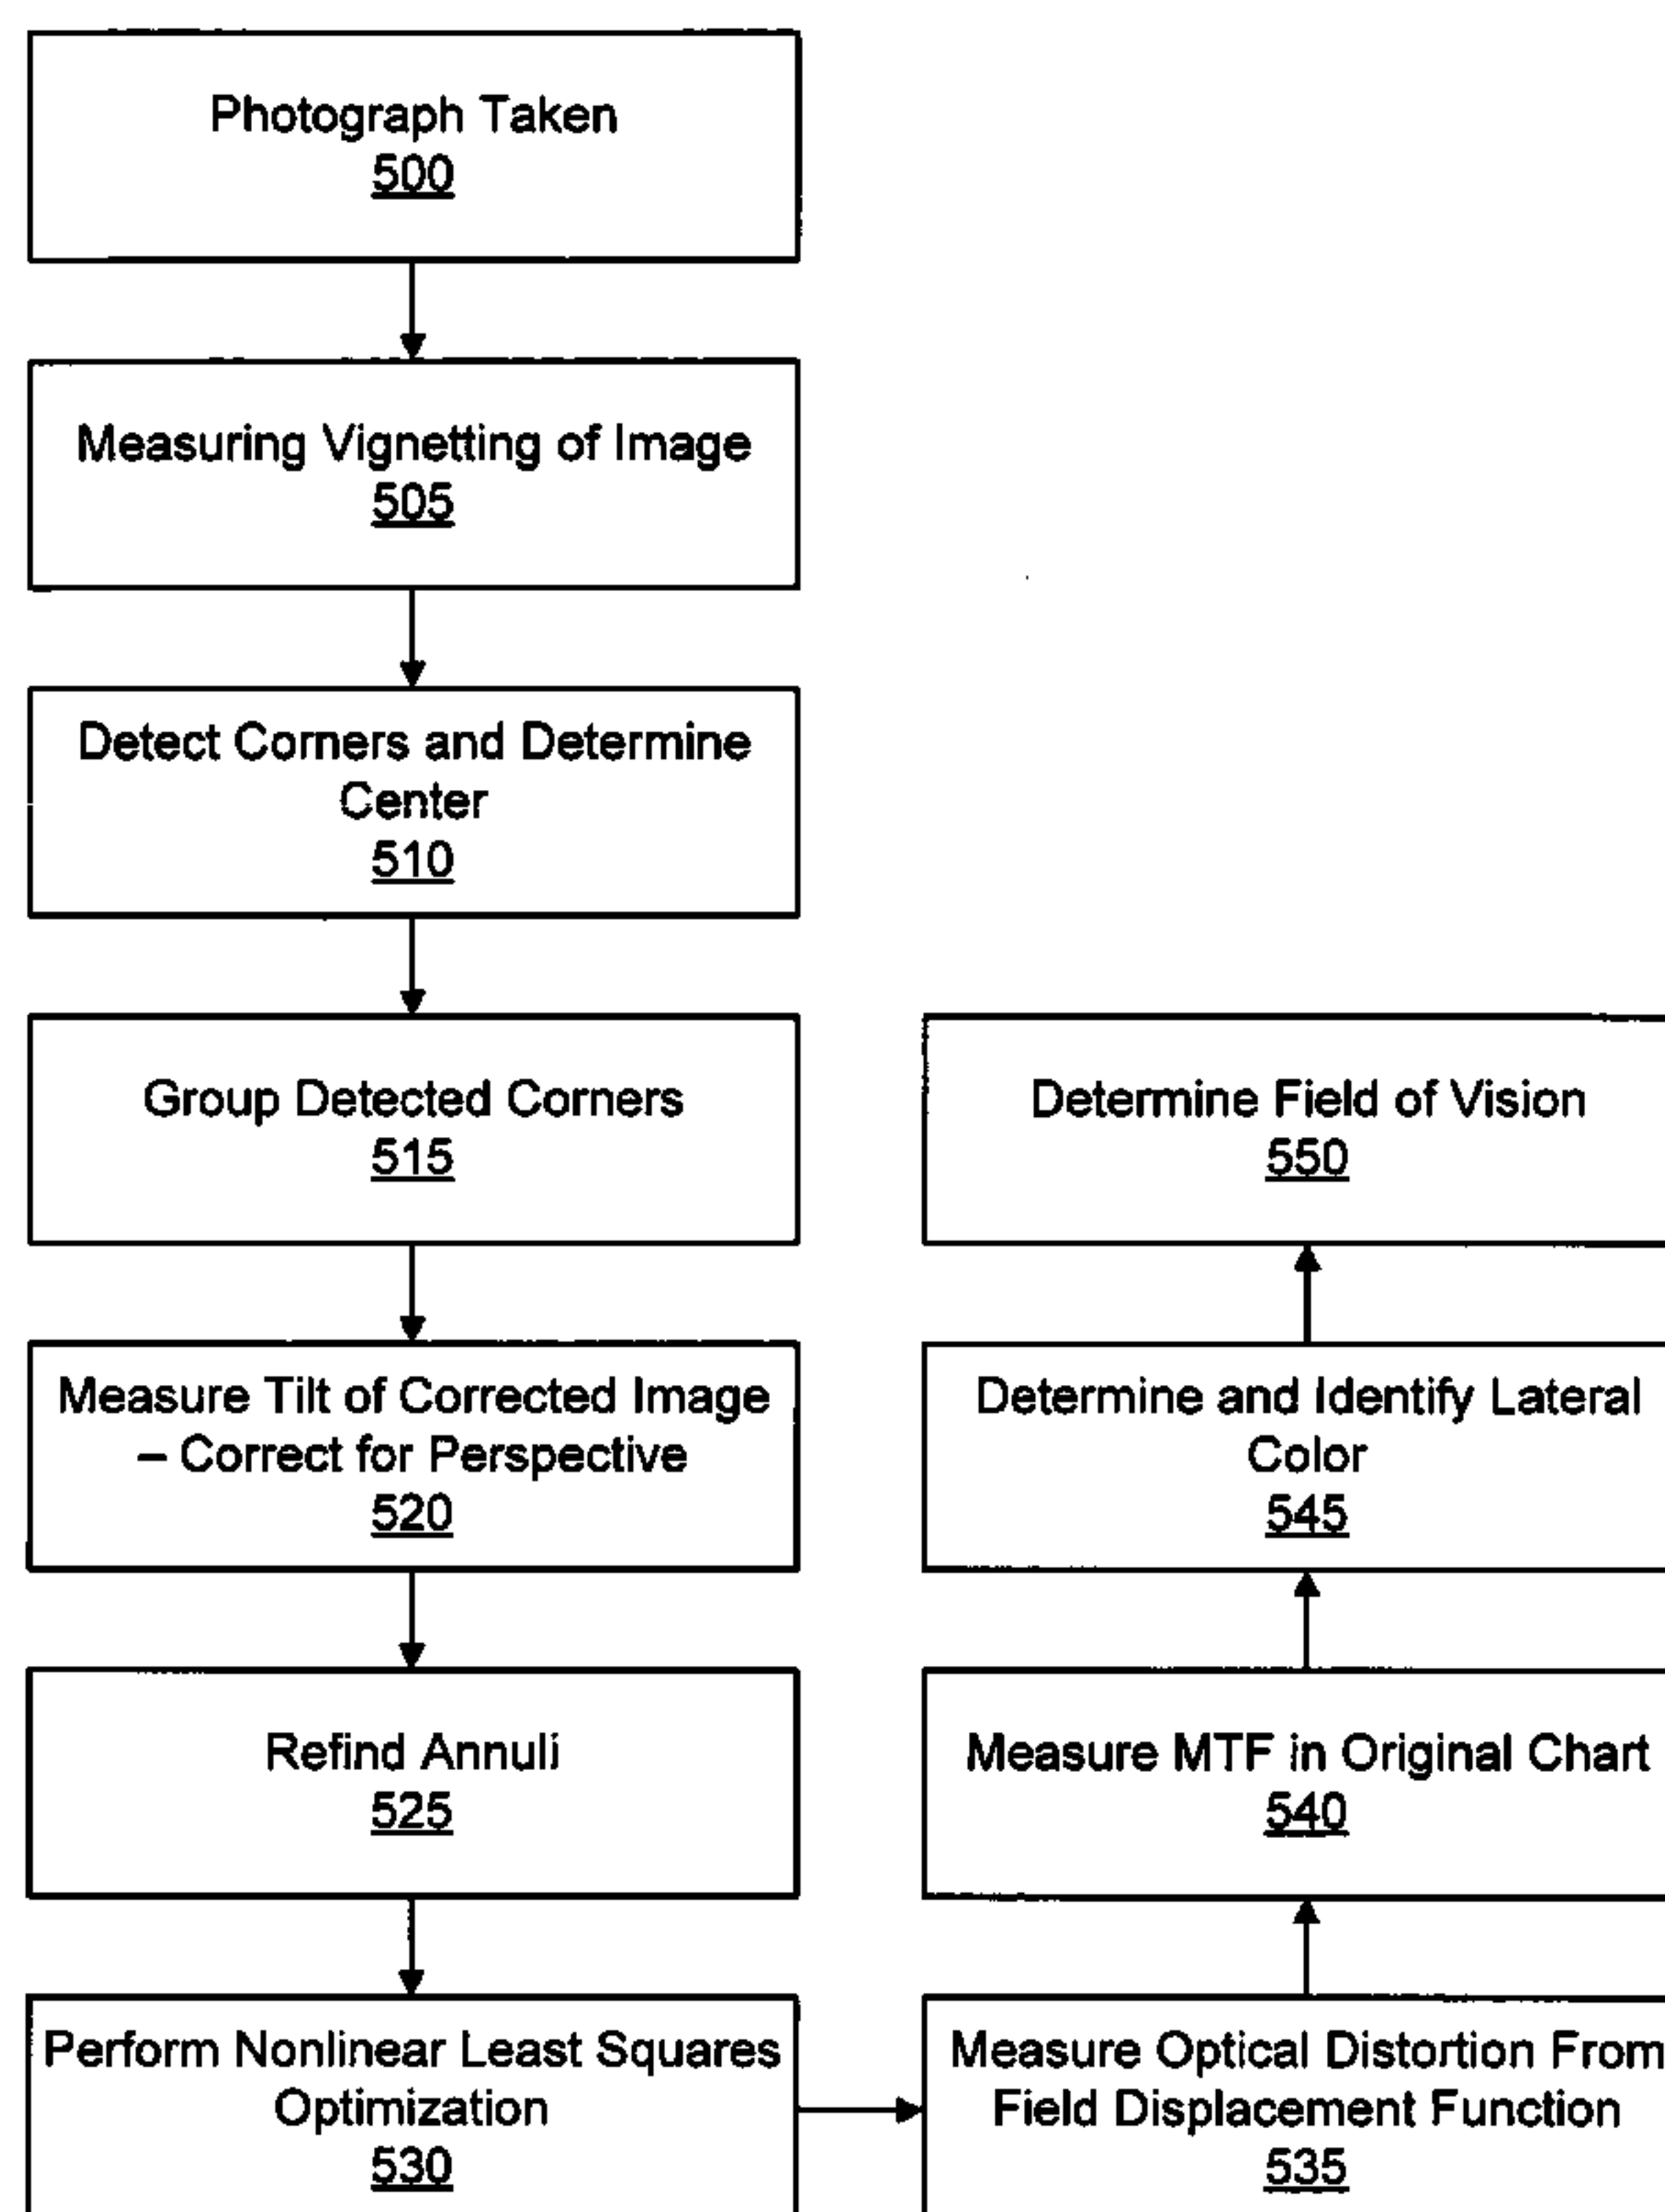 Photograph Taken
500
Measuring Vignetting of Image
505
Detect Corners and Determine
Center
510
Group Detected Corners
515
Measure Tilt of Corrected Image
– Correct for Perspective
520
Refind Annuli
525
Perform Nonlinear Least Squares
Optimization
530
Measure Optical Distortion From
Field Displacement Function
535
Measure MTF in Original Chart
540
Determine and Identify Lateral
Color
545
Determine Field of Vision
550